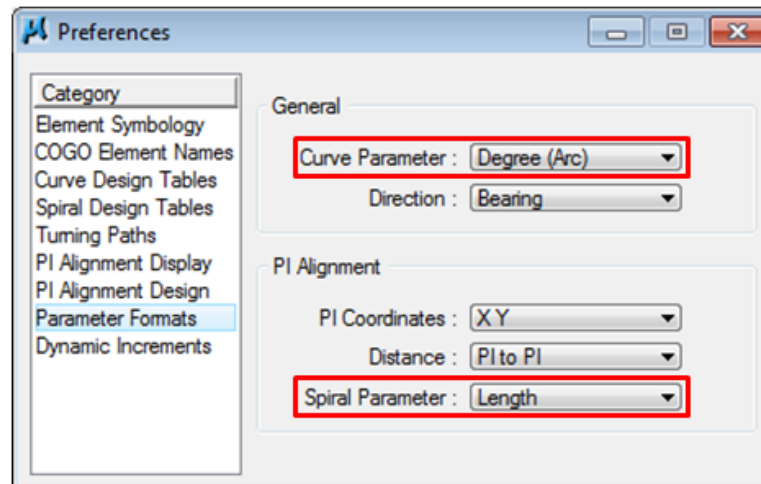 Preferences
Category
Element Symbology
COGO Element Names
Curve Design Tables
Spiral Design Tables
Turning Paths
PI Alignment Display
PI Alignment Design
Parameter Formats
Dynamic Increments
General
Curve Parameter : Degree (Arc)
Direction : Bearing
PI Alignment
PI Coordinates : X Y
Distance : PI to PI
Spiral Parameter : Length